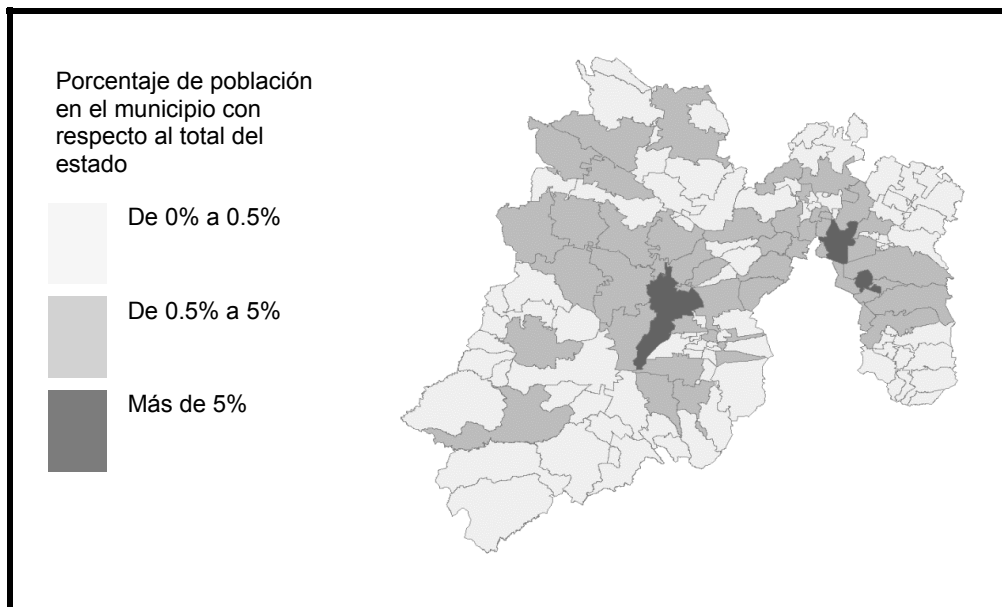 Porcentaje de población
en el municipio con
respecto al total del
estado
De 0% a 0.5%
De 0.5% a 5%
Más de 5%